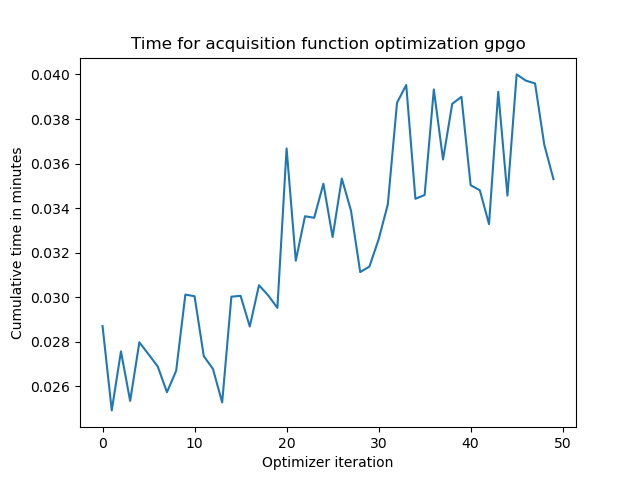 Time for acquisition function optimization gpgo
Cumulative time in minutes
0.040
0.038
0.036
0.034
0.032
0.030
0.028
0.026
0 10 20 30 40 50
Optimizer iteration